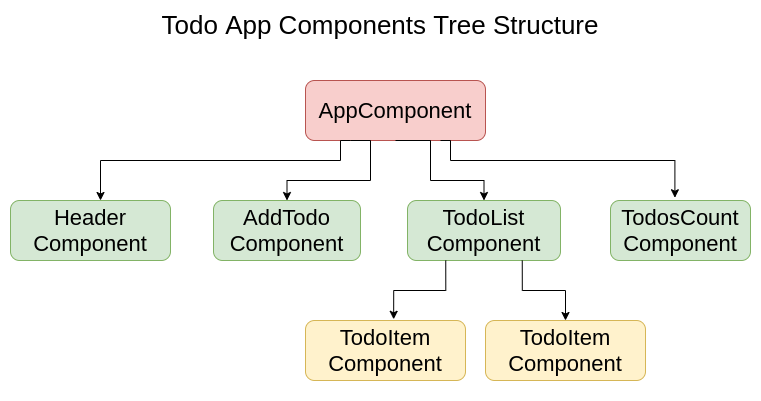 Todo App Components Tree Structure
AppComponent
Header
Component
AddTodo
Component
TodoList
Component
TodosCount
Component
TodoItem
Component
TodoItem
Component